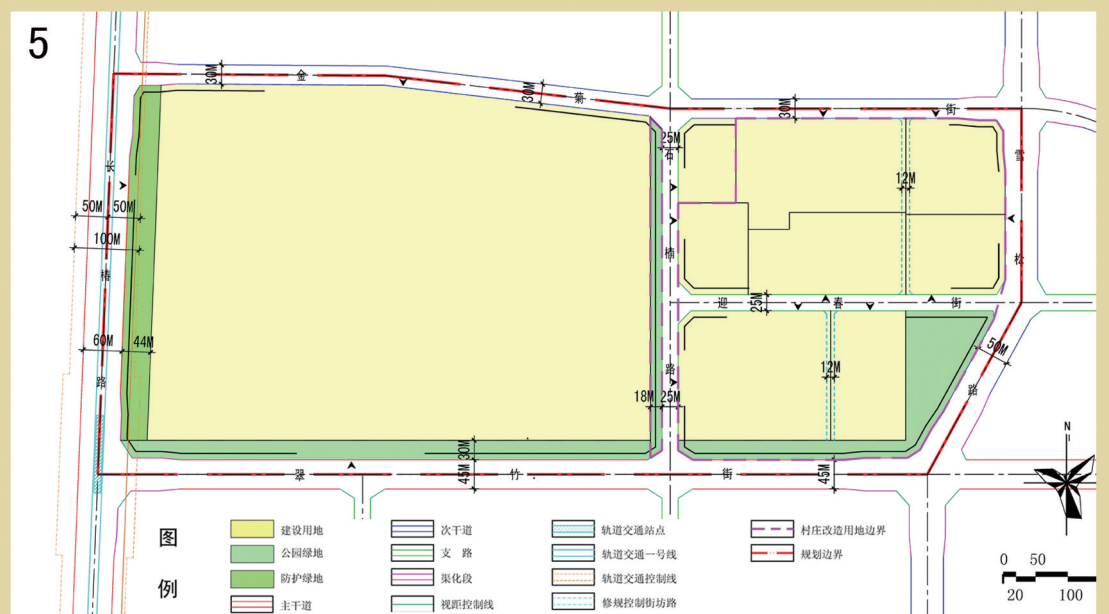 5
金
菊
街
30M
30M
30M
25M
石
楠
路
长
椿
路
50M
50M
100M
60M
44M
12M
雪
松
路
迎
春
街
25M
50M
12M
18M
25M
30M
45M
翠
竹
街
45M
N
图
例
建设用地
公园绿地
防护绿地
主干道
次干道
支 路
渠化段
视距控制线
轨道交通站点
轨道交通一号线
轨道交通控制线
修规控制街坊路
村庄改造用地边界
规划边界
0 50
20 100